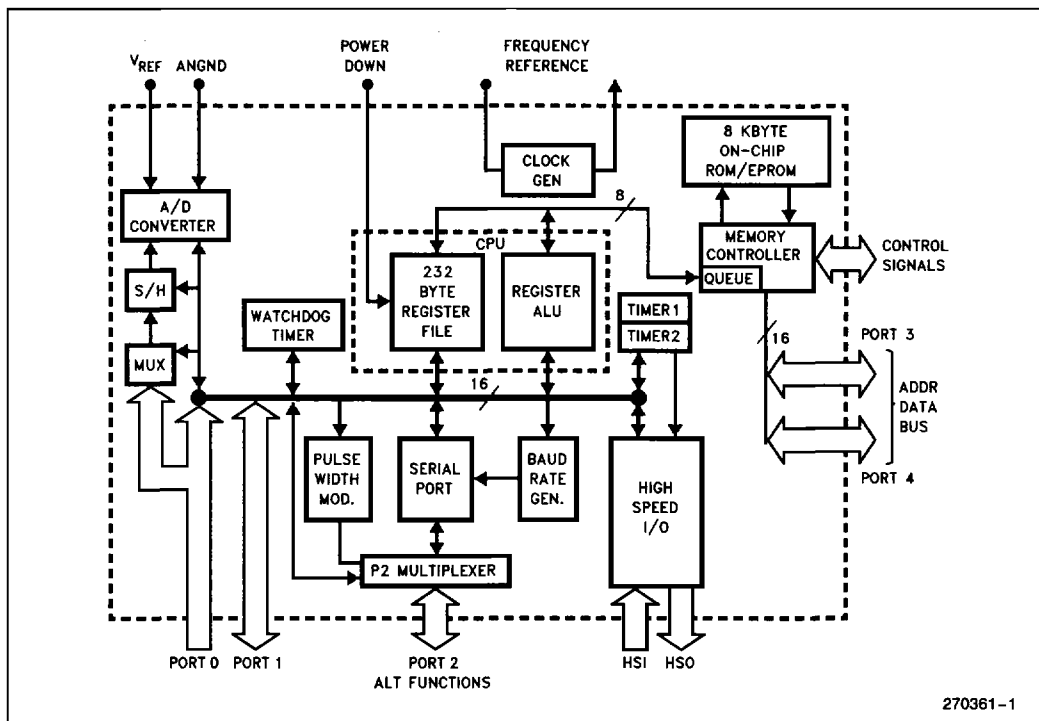 VREF
ANGND
POWER
DOWN
FREQUENCY
REFERENCE
8 KBYTE
ON-CHIP
ROM/EPROM
CLOCK
GEN
A/D
CONVERTER
8
CPU
MEMORY
CONTROLLER
QUEUE
CONTROL
SIGNALS
S/H
232
BYTE
REGISTER
FILE
REGISTER
ALU
WATCHDOG
TIMER
TIMER1
TIMER2
MUX
16
PORT 3
16
ADDR
DATA
BUS
PORT 4
PULSE
WIDTH
MOD.
SERIAL
PORT
BAUD
RATE
GEN.
HIGH
SPEED
I/O
P2 MULTIPLEXER
PORT 0
PORT 1
PORT 2
ALT FUNCTIONS
HSI
HSO
270361-1